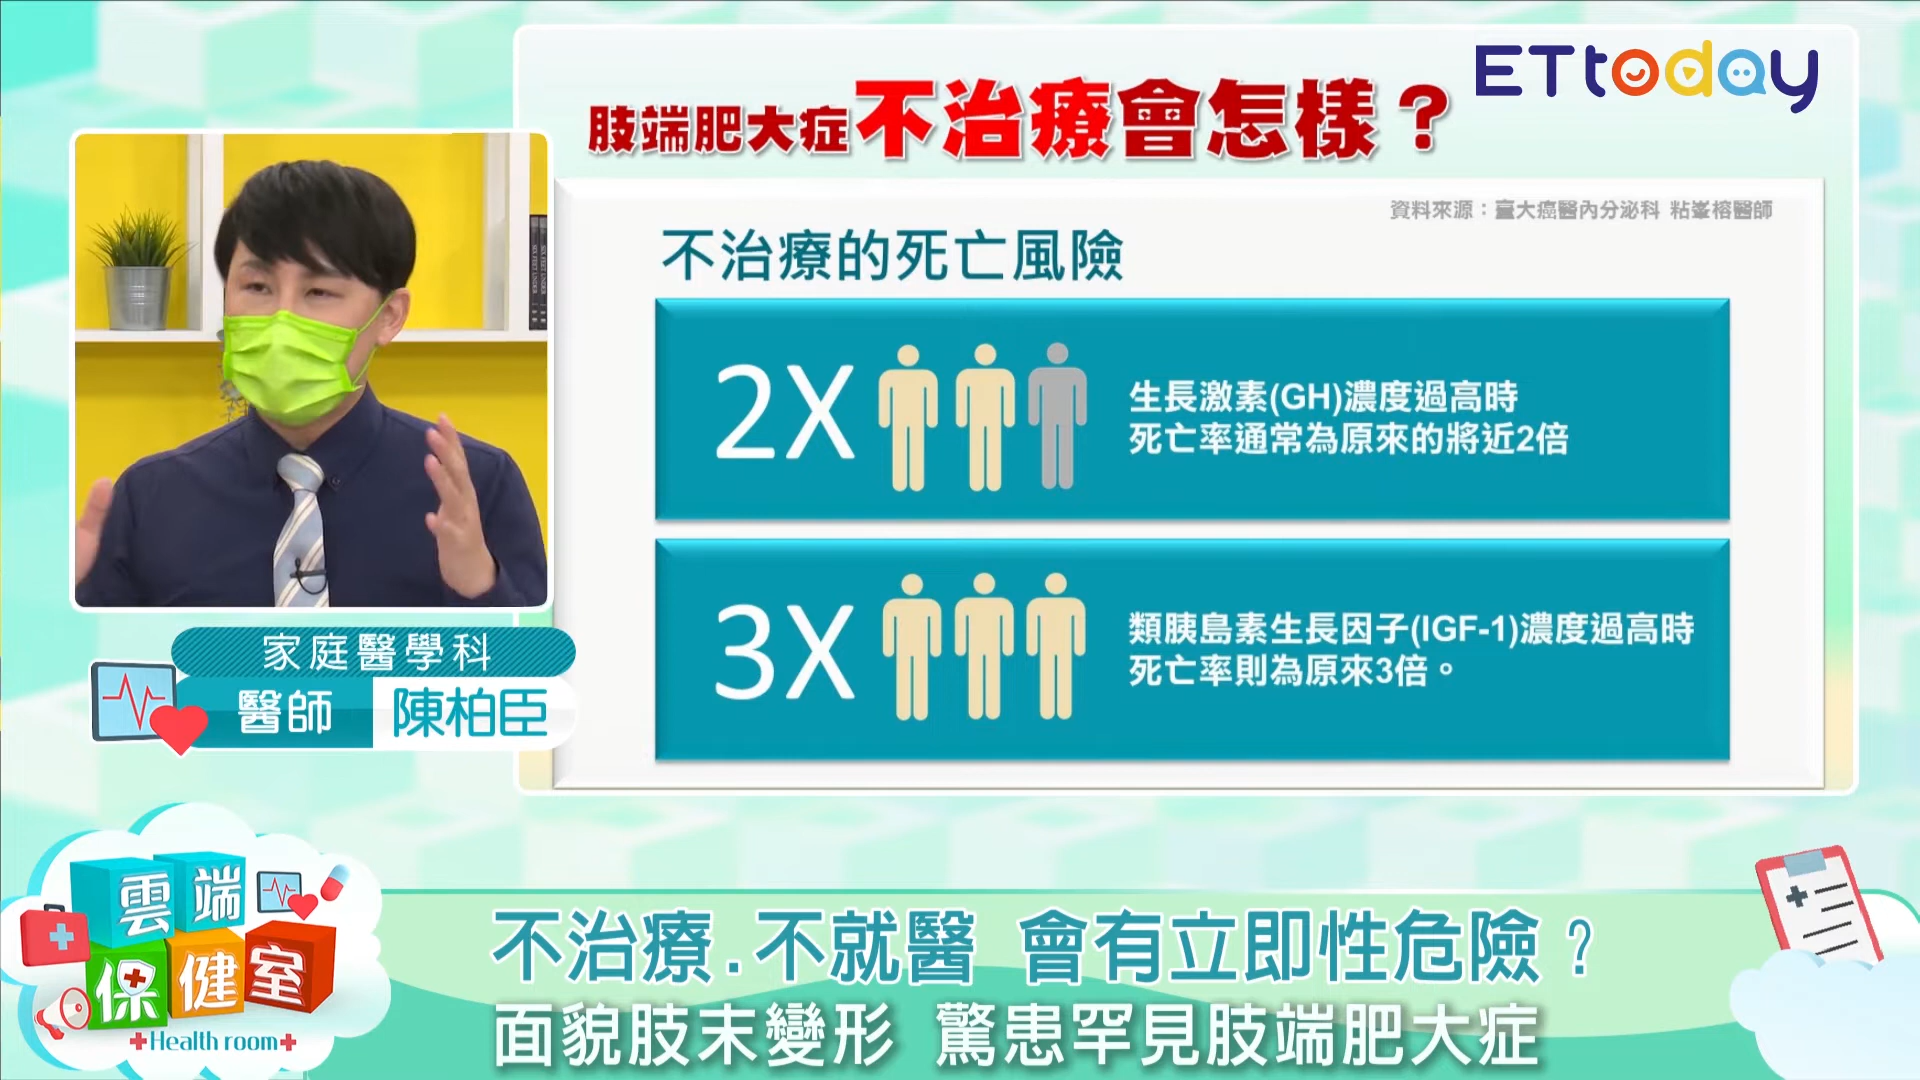 ETtoday
肢端肥大症不治療會怎樣？
資料來源：臺大癌醫內分泌科 粘峯榕醫師
不治療的死亡風險
2X
生長激素(GH)濃度過高時
死亡率通常為原來的將近2倍
3X
類胰島素生長因子(IGF-1)濃度過高時
死亡率則為原來3倍。
家庭醫學科
醫師 陳柏臣
雲端
保健室
Health room
不治療.不就醫 會有立即性危險？
面貌肢末變形 驚患罕見肢端肥大症